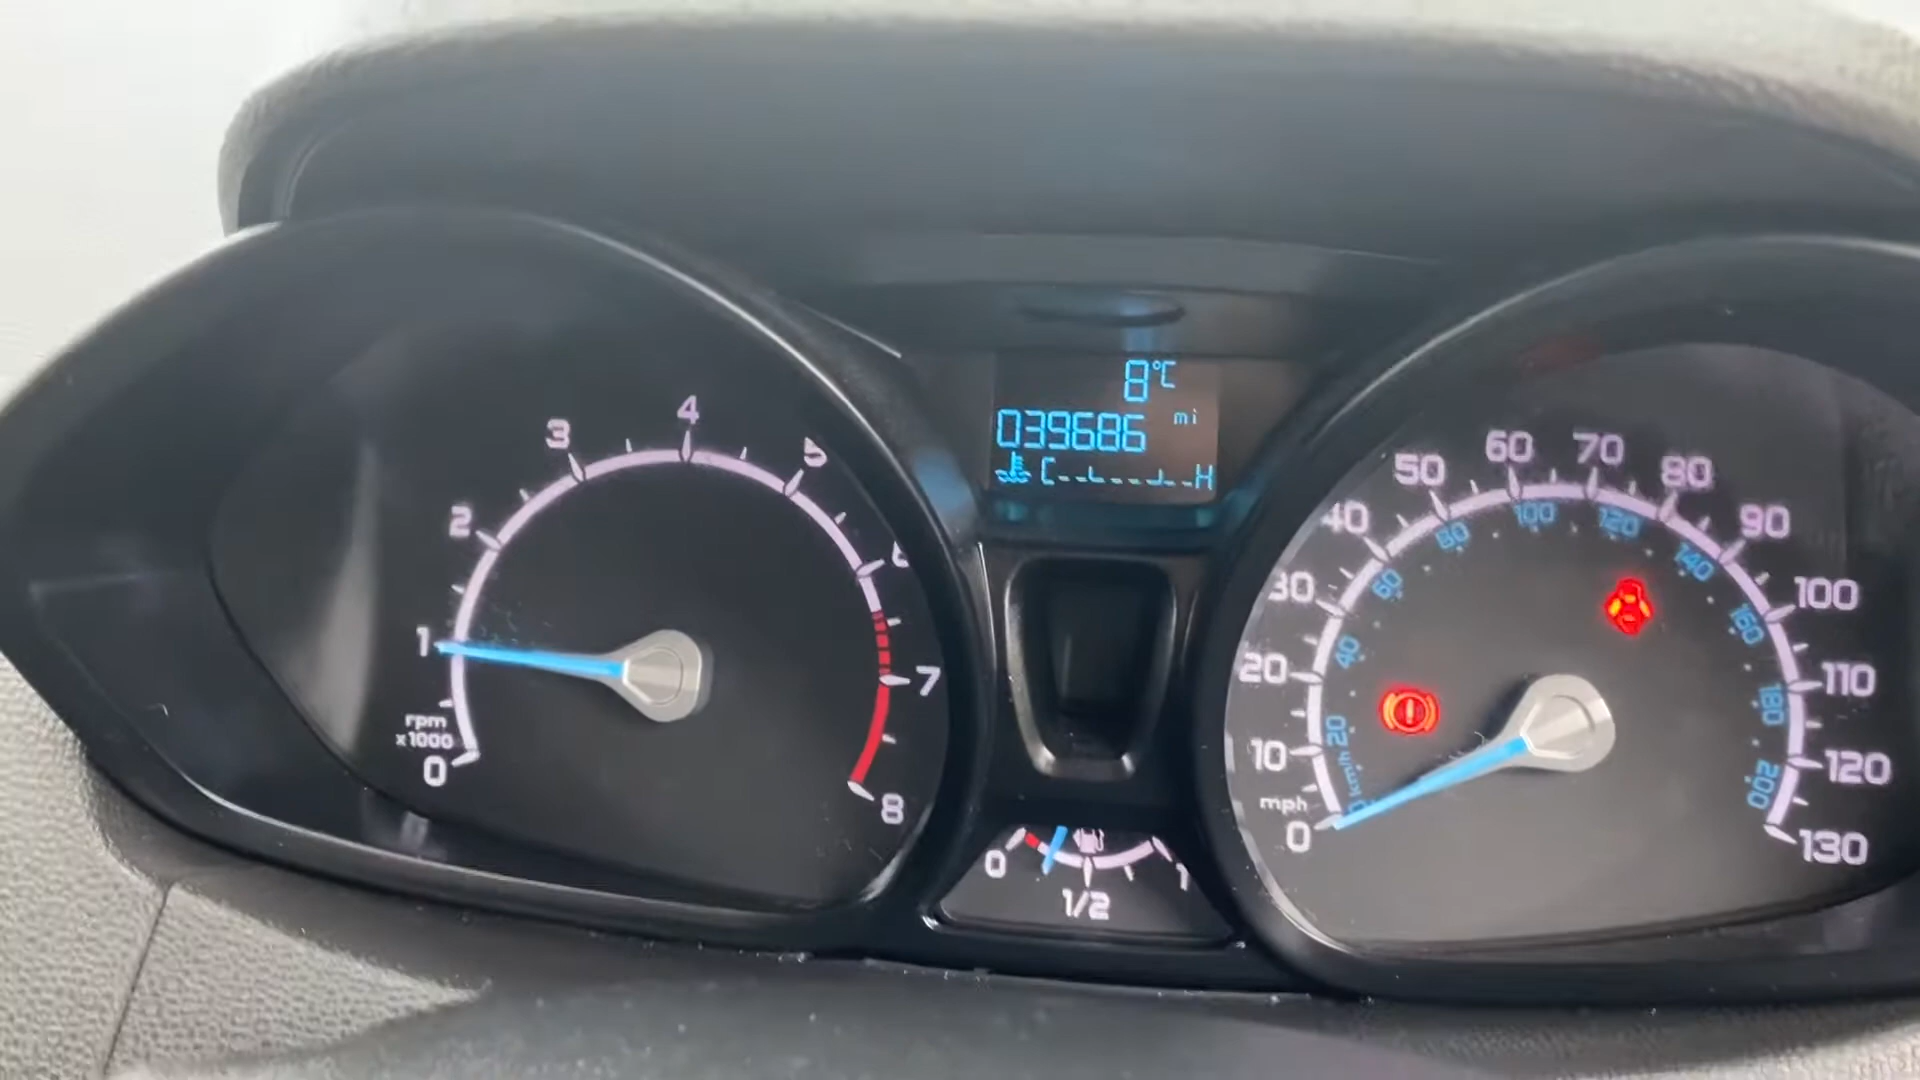 8°C
039686 mi
C H
0 1 2 3 4 5 6 7 8
rpm
x1000
0 1/2 1
0 10 20 30 40 50 60 70 80 90 100 110 120 130
mph
0 20 40 60 80 100 120 140 160 180 200
km/h